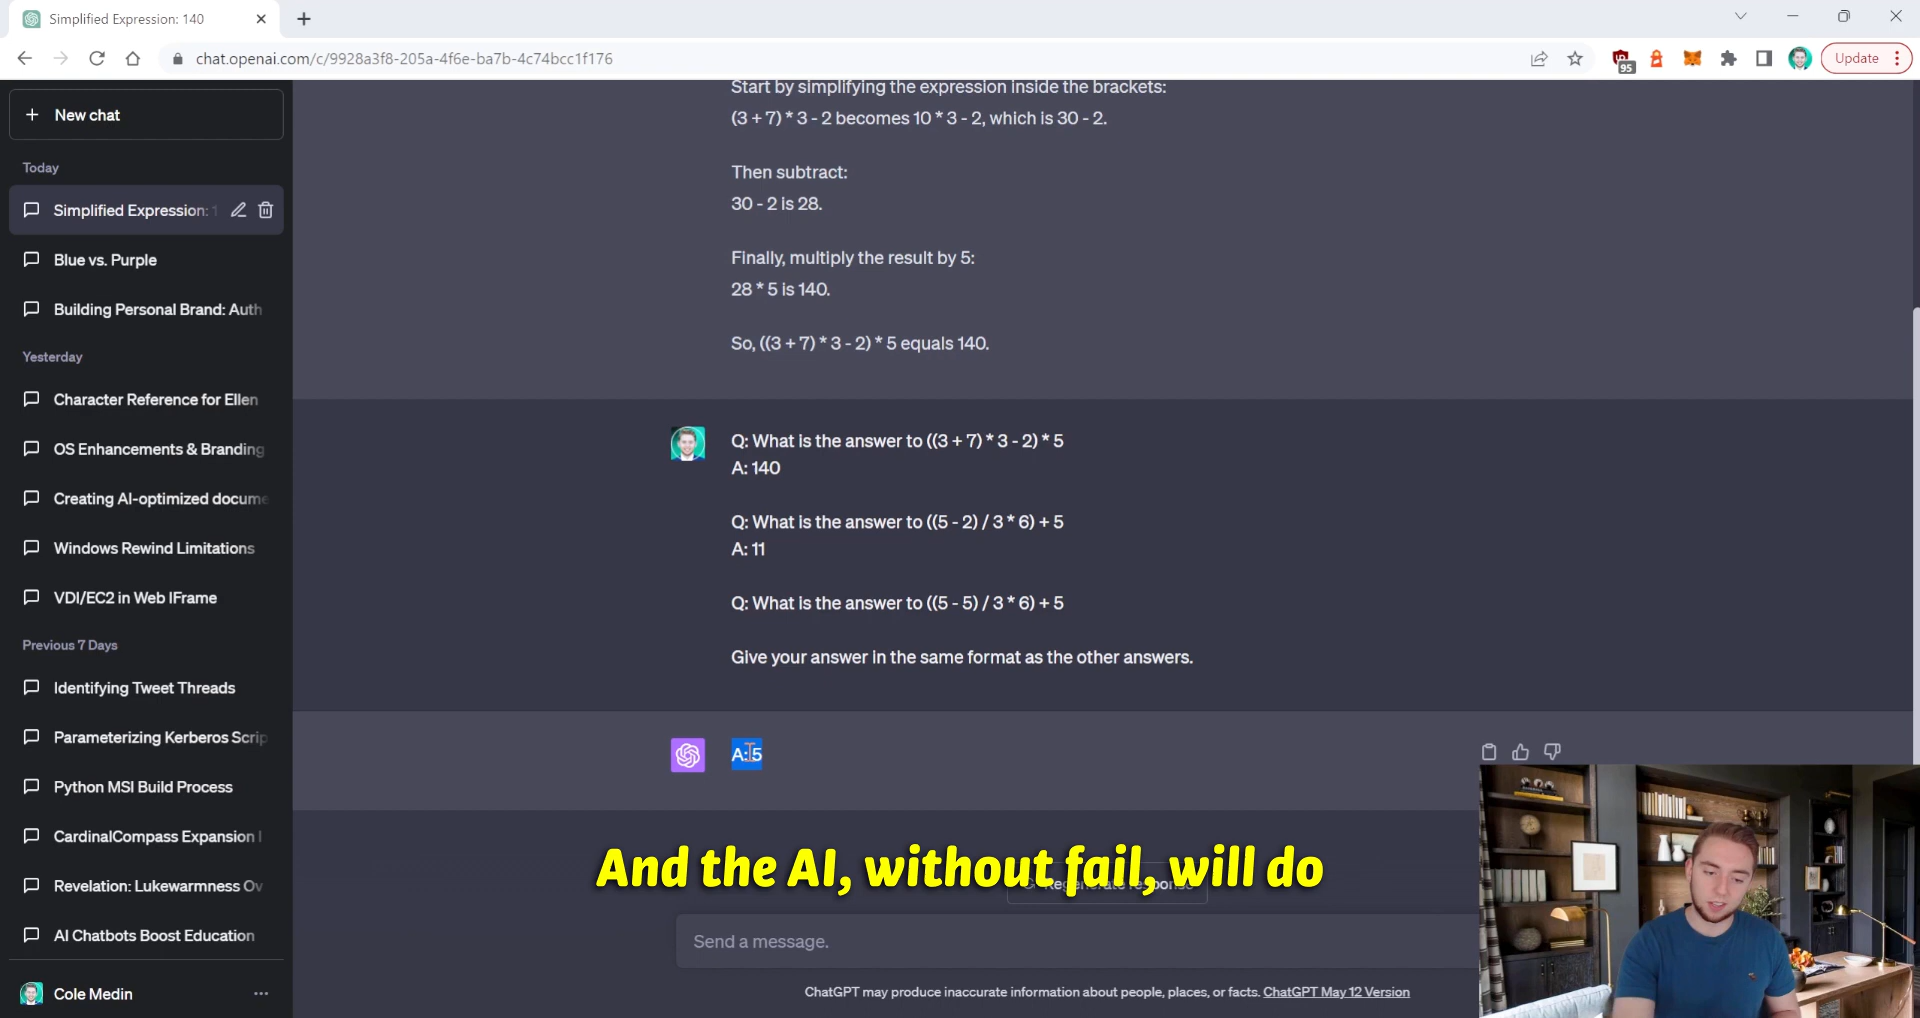 Simplified Expression: 140
chat.openai.com/c/9928a3f8-205a-4f6e-ba7b-4c74bcc1f176
95
Update
New chat
Today
Simplified Expression: 1
Blue vs. Purple
Building Personal Brand: Auth
Yesterday
Character Reference for Ellen
OS Enhancements & Branding
Creating AI-optimized docume
Windows Rewind Limitations
VDI/EC2 in Web IFrame
Previous 7 Days
Identifying Tweet Threads
Parameterizing Kerberos Scrip
Python MSI Build Process
CardinalCompass Expansion I
Revelation: Lukewarmness Ov
AI Chatbots Boost Education
Cole Medin
Start by simplifying the expression inside the brackets:
(3 + 7) * 3 - 2 becomes 10 * 3 - 2, which is 30 - 2.
Then subtract:
30 - 2 is 28.
Finally, multiply the result by 5:
28 * 5 is 140.
So, ((3 + 7) * 3 - 2) * 5 equals 140.
Q: What is the answer to ((3 + 7) * 3 - 2) * 5
A: 140
Q: What is the answer to ((5 - 2) / 3 * 6) + 5
A: 11
Q: What is the answer to ((5 - 5) / 3 * 6) + 5
Give your answer in the same format as the other answers.
A: 5
And the AI, without fail, will do
Regenerate response
Send a message.
ChatGPT may produce inaccurate information about people, places, or facts. ChatGPT May 12 Version